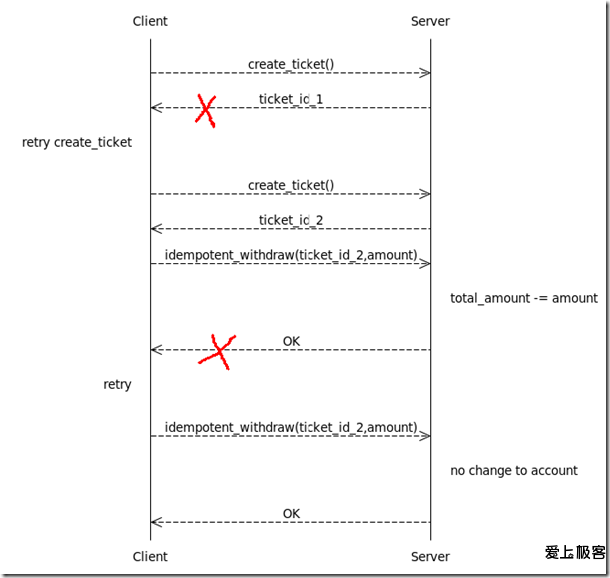 Client Server
create_ticket()
ticket_id_1
retry create_ticket
create_ticket()
ticket_id_2
idempotent_withdraw(ticket_id_2,amount)
total_amount -= amount
OK
retry
idempotent_withdraw(ticket_id_2,amount)
no change to account
OK
Client Server
爱上极客